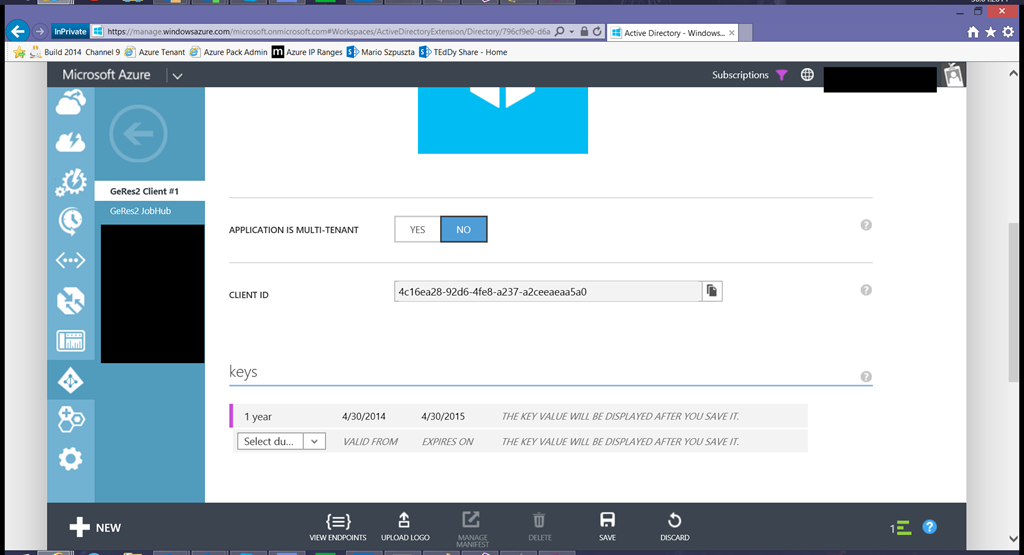 InPrivate
https://manage.windowsazure.com/microsoft.onmicrosoft.com#Workspaces/ActiveDirectoryExtension/Directory/796cf9e0-d6a
Active Directory - Windows...
Build 2014 Channel 9
Azure Tenant
Azure Pack Admin
Azure IP Ranges
Mario Szpuszta
TEdDy Share - Home
Microsoft Azure
Subscriptions
GeRes2 Client #1
GeRes2 JobHub
APPLICATION IS MULTI-TENANT
YES
NO
CLIENT ID
4c16ea28-92d6-4fe8-a237-a2ceeaeaa5a0
keys
1 year 4/30/2014 4/30/2015 THE KEY VALUE WILL BE DISPLAYED AFTER YOU SAVE IT.
Select du... VALID FROM EXPIRES ON THE KEY VALUE WILL BE DISPLAYED AFTER YOU SAVE IT.
NEW
VIEW ENDPOINTS
UPLOAD LOGO
MANAGE
MANIFEST
DELETE
SAVE
DISCARD
1